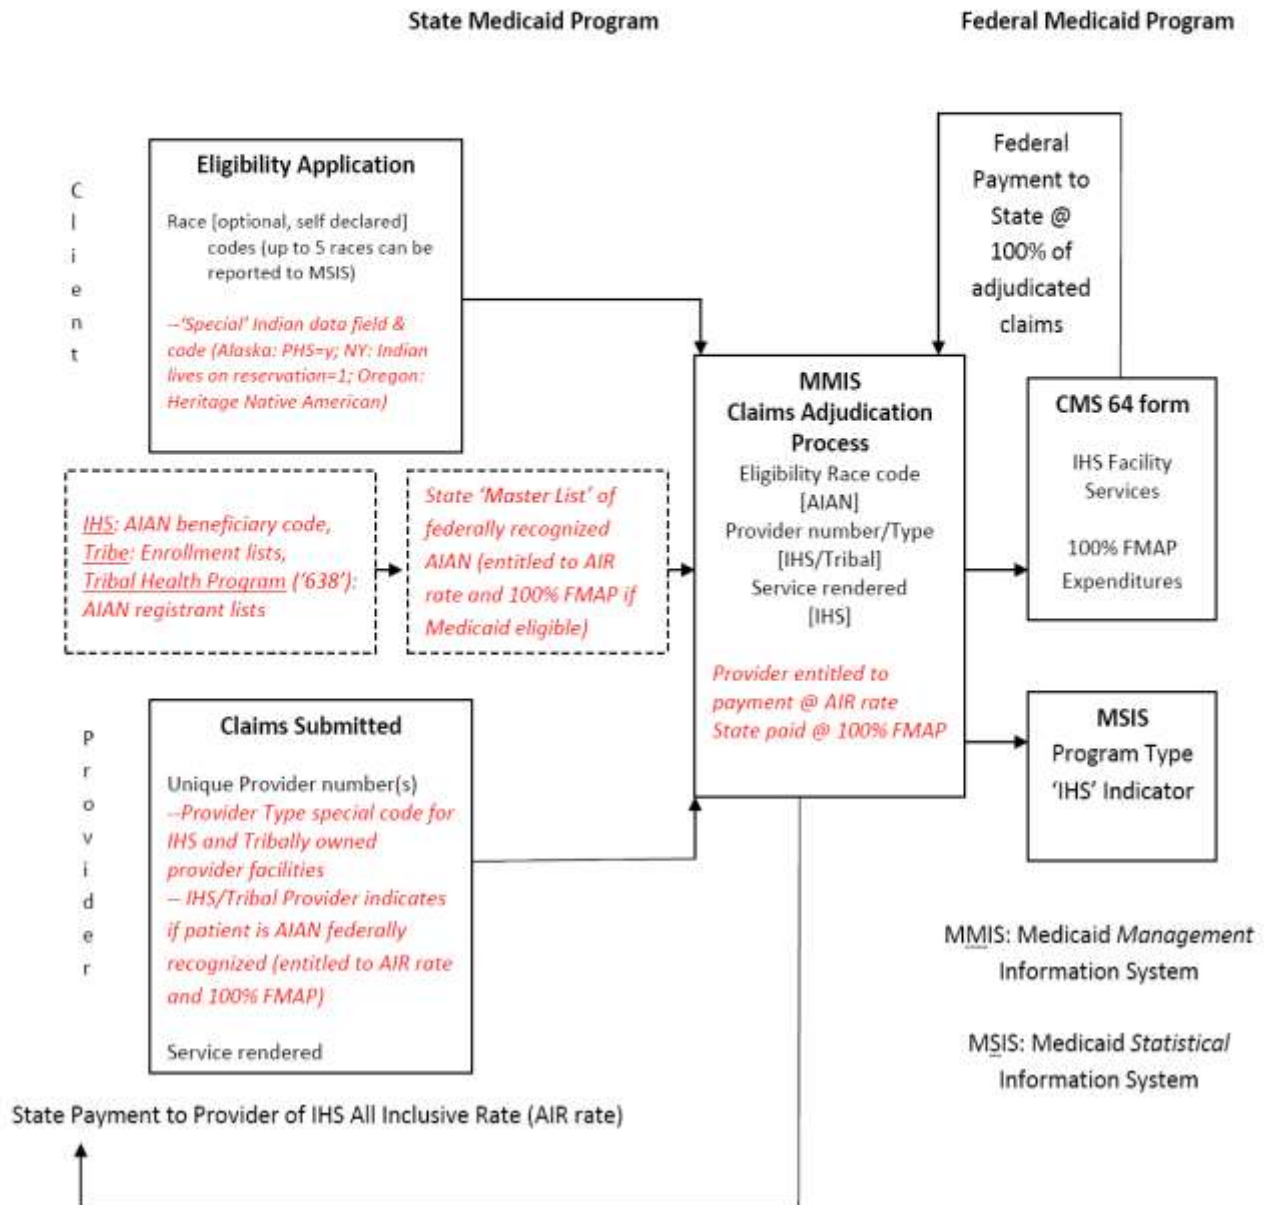 State Medicaid Program
Federal Medicaid Program
Client
Eligibility Application
Race [optional, self declared]
codes (up to 5 races can be
reported to MSIS)
--'Special' Indian data field &
code (Alaska: PHS=y; NY: Indian
lives on reservation=1; Oregon:
Heritage Native American)
IHS: AIAN beneficiary code,
Tribe: Enrollment lists,
Tribal Health Program ('638'):
AIAN registrant lists
State 'Master List' of
federally recognized
AIAN (entitled to AIR
rate and 100% FMAP if
Medicaid eligible)
Provider
Claims Submitted
Unique Provider number(s)
--Provider Type special code for
IHS and Tribally owned
provider facilities
-- IHS/Tribal Provider indicates
if patient is AIAN federally
recognized (entitled to AIR rate
and 100% FMAP)
Service rendered
MMIS
Claims Adjudication
Process
Eligibility Race code
[AIAN]
Provider number/Type
[IHS/Tribal]
Service rendered
[IHS]
Provider entitled to
payment @ AIR rate
State paid @ 100% FMAP
Federal
Payment to
State @
100% of
adjudicated
claims
CMS 64 form
IHS Facility
Services
100% FMAP
Expenditures
MSIS
Program Type
'IHS' Indicator
MMIS: Medicaid Management
Information System
MSIS: Medicaid Statistical
Information System
State Payment to Provider of IHS All Inclusive Rate (AIR rate)